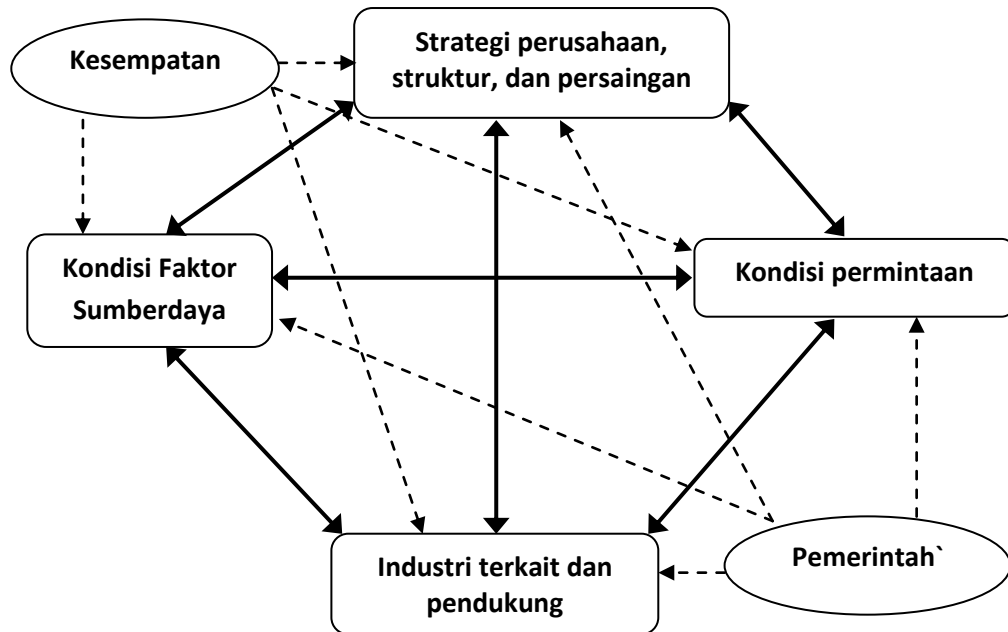 Kesempatan
Strategi perusahaan,
struktur, dan persaingan
Kondisi Faktor
Sumberdaya
Kondisi permintaan
Industri terkait dan
pendukung
Pemerintah`